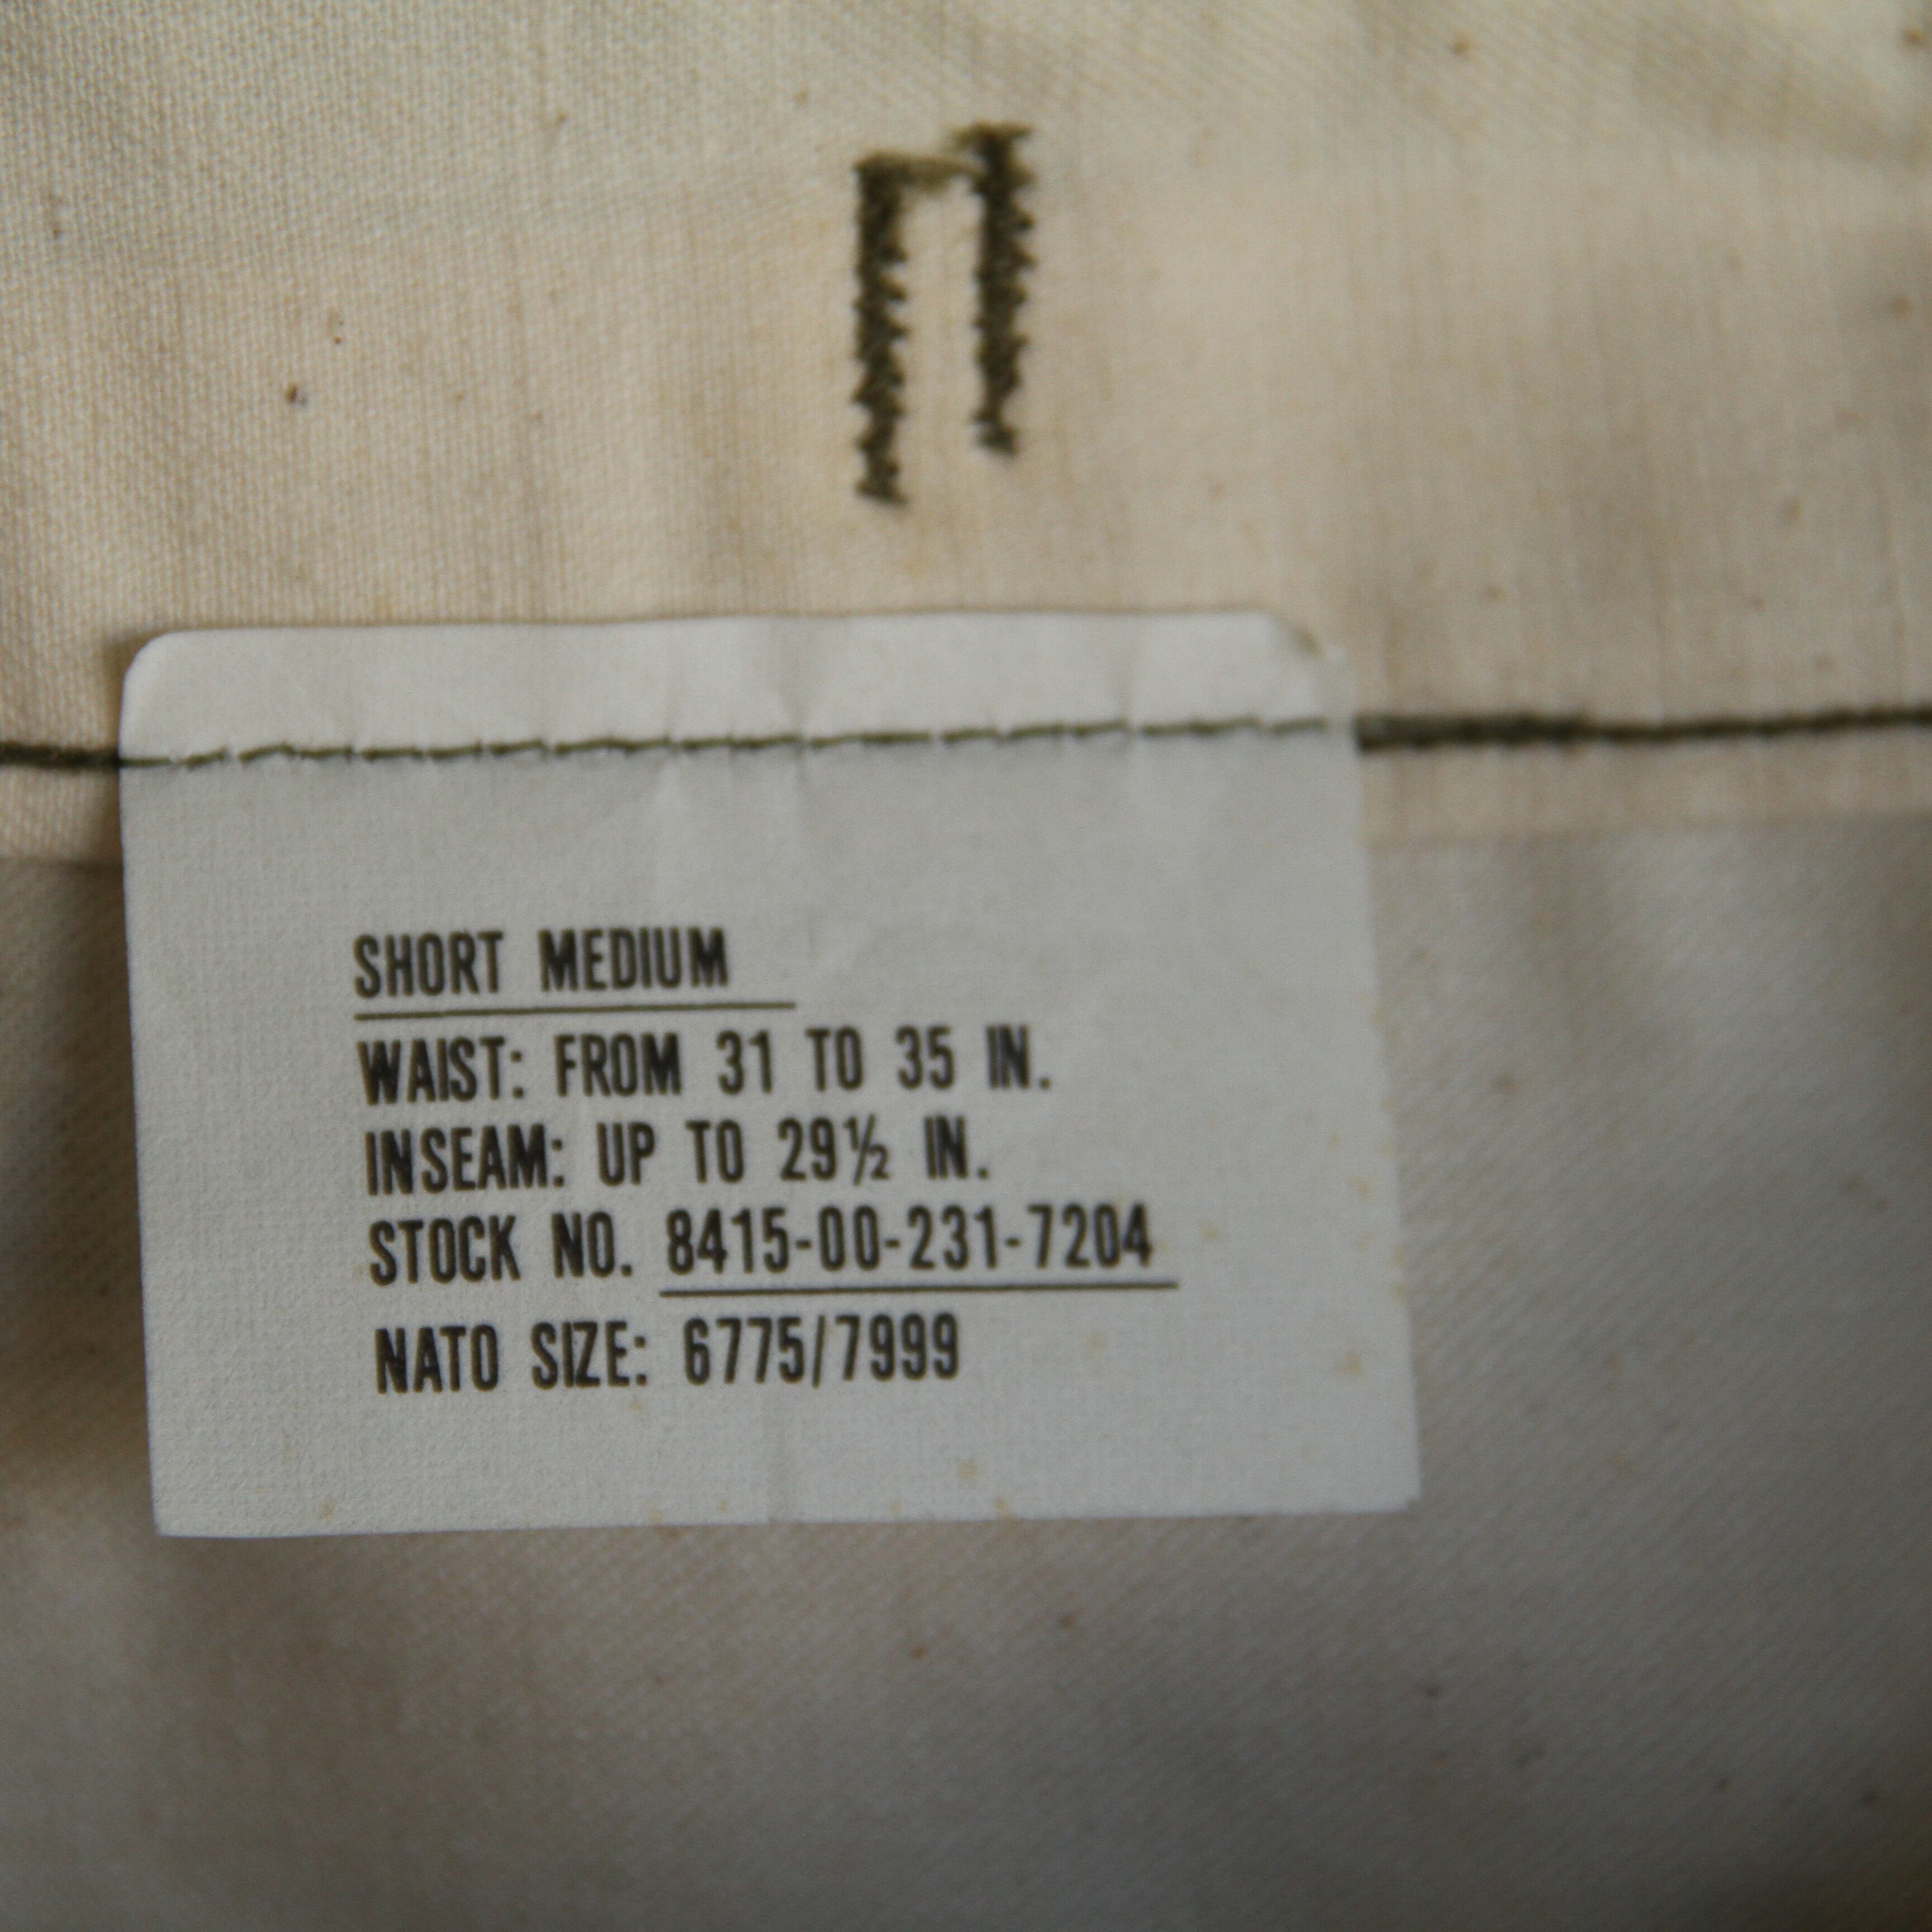 SHORT MEDIUM
WAIST: FROM 31 TO 35 IN.
INSEAM: UP TO 29½ IN.
STOCK NO. 8415-00-231-7204
NATO SIZE: 6775/7999